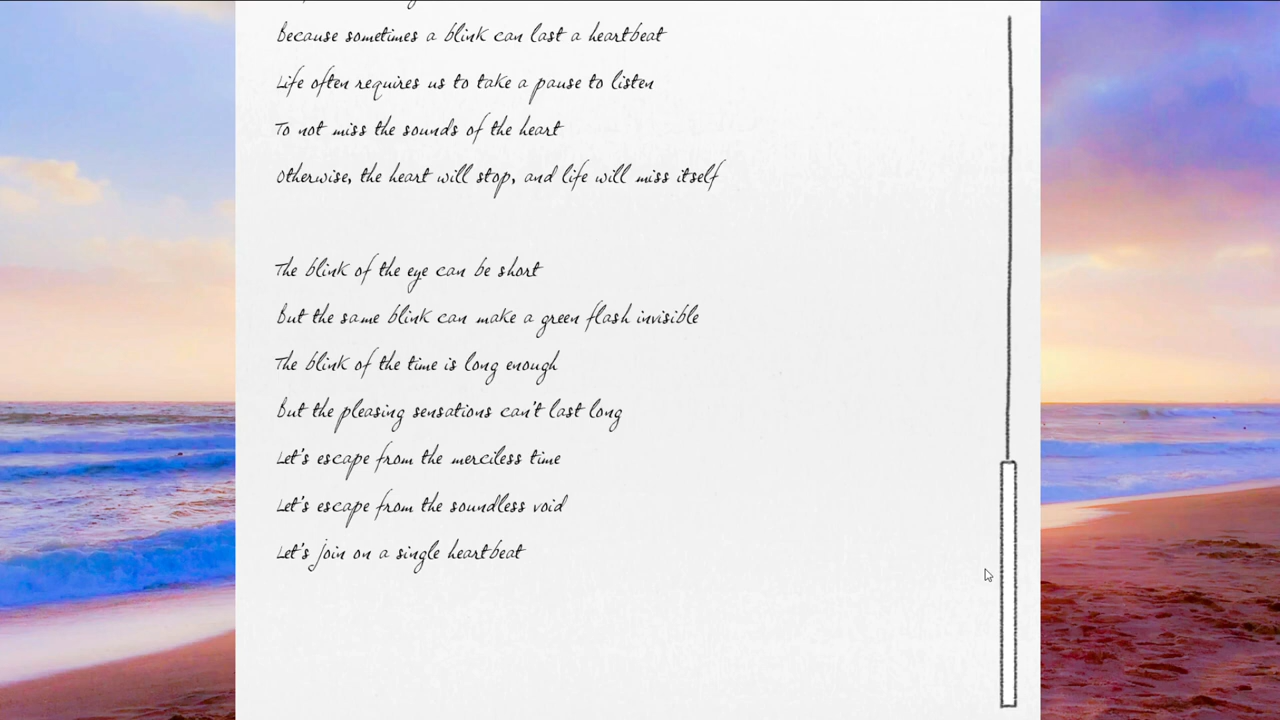 Because sometimes a blink can last a heartbeat
Life often requires us to take a pause to listen
To not miss the sounds of the heart
Otherwise, the heart will stop, and life will miss itself
The blink of the eye can be short
But the same blink can make a green flash invisible
The blink of the time is long enough
But the pleasing sensations can't last long
Let's escape from the merciless time
Let's escape from the soundless void
Let's join on a single heartbeat